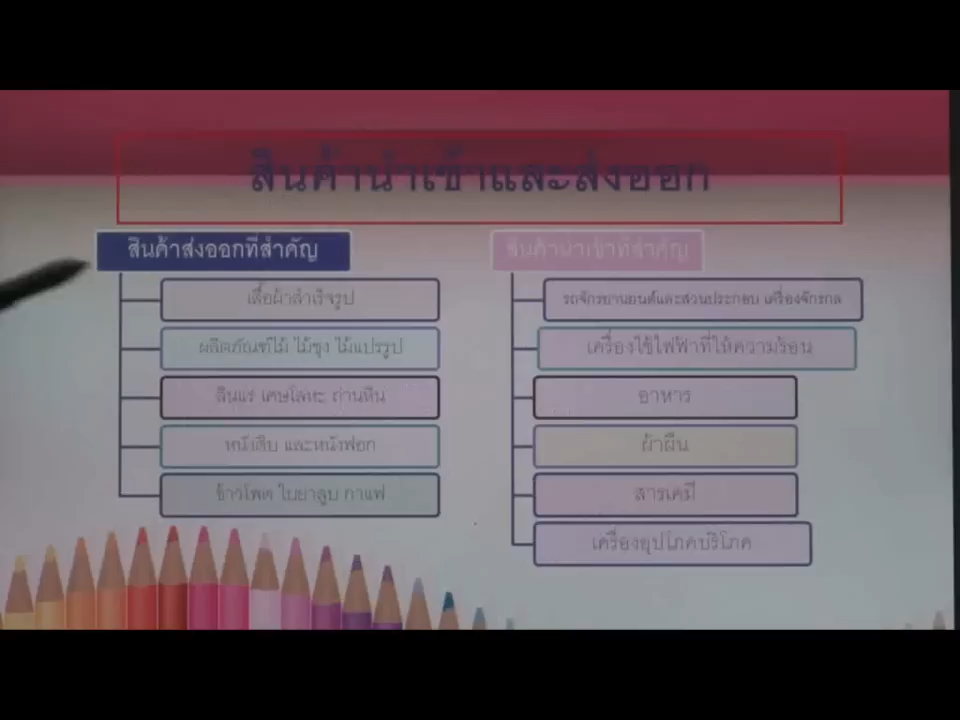 สินค้านำเข้าและส่งออก
สินค้าส่งออกที่สำคัญ
เสื้อผ้าสำเร็จรูป
ผลิตภัณฑ์ไม้ ไม้ซุง ไม้แปรรูป
สินแร่ เศษโลหะ ถ่านหิน
หนังดิบ และหนังฟอก
ข้าวโพด ใบยาสูบ กาแฟ
สินค้านำเข้าที่สำคัญ
รถจักรยานยนต์และส่วนประกอบ เครื่องจักรกล
เครื่องใช้ไฟฟ้าที่ให้ความร้อน
อาหาร
ผ้าผืน
สารเคมี
เครื่องอุปโภคบริโภค